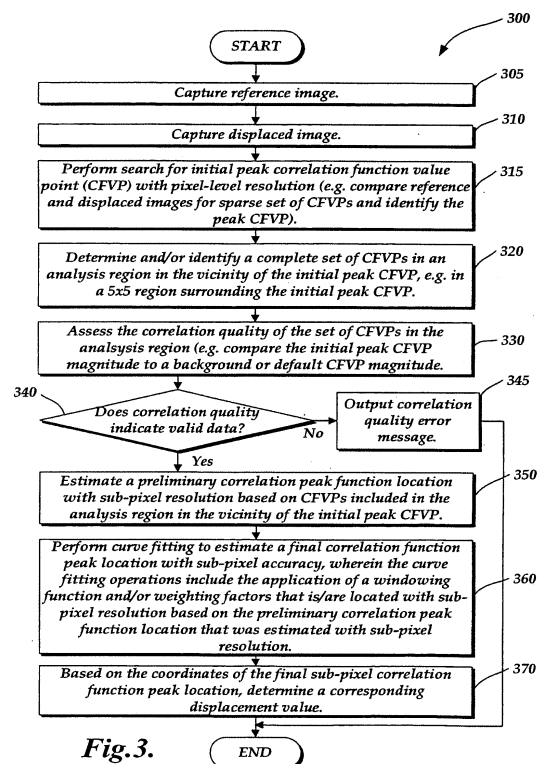 300
START
305
Capture reference image.
310
Capture displaced image.
Perform search for initial peak correlation function value
point (CFVP) with pixel-level resolution (e.g. compare reference
and displaced images for sparse set of CFVPs and identify the
peak CFVP).
315
Determine and/or identify a complete set of CFVPs in an
analysis region in the vicinity of the initial peak CFVP, e.g. in
a 5x5 region surrounding the initial peak CFVP.
320
Assess the correlation quality of the set of CFVPs in the
analsysis region (e.g. compare the initial peak CFVP
magnitude to a background or default CFVP magnitude.
330
340
Does correlation quality
indicate valid data?
No
Yes
345
Output correlation
quality error
message.
Estimate a preliminary correlation peak function location
with sub-pixel resolution based on CFVPs included in the
analysis region in the vicinity of the initial peak CFVP.
350
Perform curve fitting to estimate a final correlation function
peak location with sub-pixel accuracy, wherein the curve
fitting operations include the application of a windowing
function and/or weighting factors that is/are located with sub-
pixel resolution based on the preliminary correlation peak
function location that was estimated with sub-pixel
resolution.
360
Based on the coordinates of the final sub-pixel correlation
function peak location, determine a corresponding
displacement value.
370
Fig.3.
END